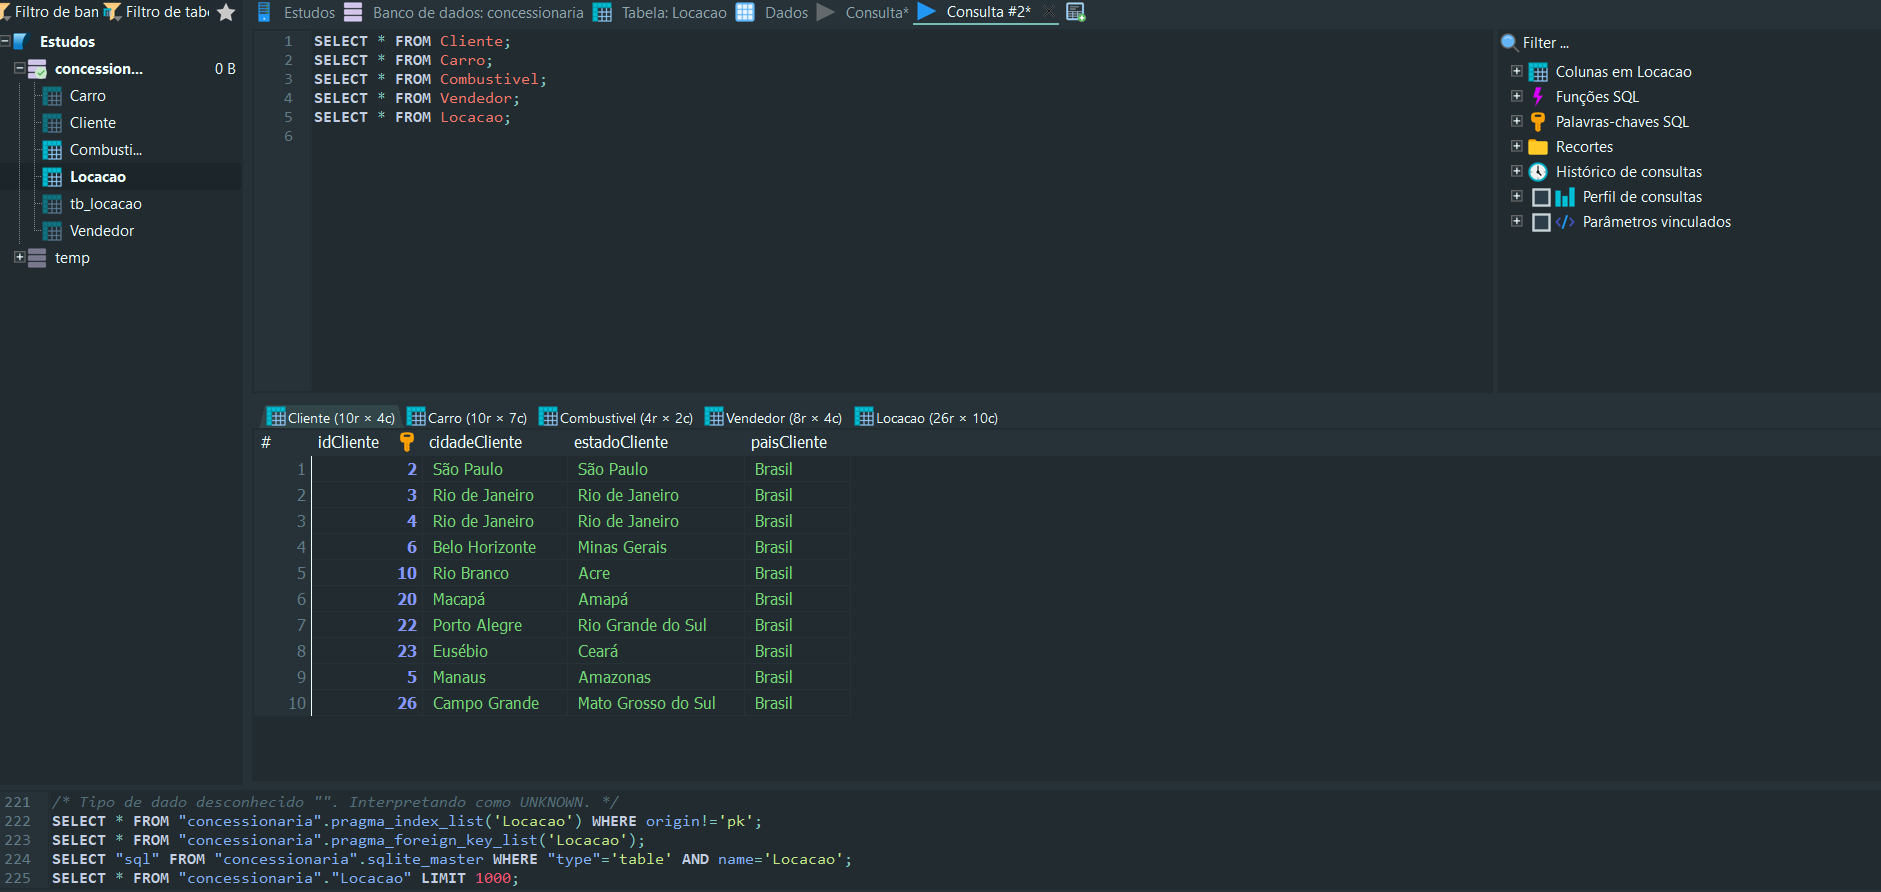 Filtro de ban Filtro de tabe
Estudos
concession... 0 B
Carro
Cliente
Combusti...
Locacao
tb_locacao
Vendedor
temp
Estudos Banco de dados: concessionaria Tabela: Locacao Dados Consulta* Consulta #2*
1 SELECT * FROM Cliente;
2 SELECT * FROM Carro;
3 SELECT * FROM Combustivel;
4 SELECT * FROM Vendedor;
5 SELECT * FROM Locacao;
6
Filter ...
Colunas em Locacao
Funções SQL
Palavras-chaves SQL
Recortes
Histórico de consultas
Perfil de consultas
Parâmetros vinculados
Cliente (10r × 4c) Carro (10r × 7c) Combustivel (4r × 2c) Vendedor (8r × 4c) Locacao (26r × 10c)
# idCliente cidadeCliente estadoCliente paisCliente
1 2 São Paulo São Paulo Brasil
2 3 Rio de Janeiro Rio de Janeiro Brasil
3 4 Rio de Janeiro Rio de Janeiro Brasil
4 6 Belo Horizonte Minas Gerais Brasil
5 10 Rio Branco Acre Brasil
6 20 Macapá Amapá Brasil
7 22 Porto Alegre Rio Grande do Sul Brasil
8 23 Eusébio Ceará Brasil
9 5 Manaus Amazonas Brasil
10 26 Campo Grande Mato Grosso do Sul Brasil
221 /* Tipo de dado desconhecido "". Interpretando como UNKNOWN. */
222 SELECT * FROM "concessionaria".pragma_index_list('Locacao') WHERE origin!='pk';
223 SELECT * FROM "concessionaria".pragma_foreign_key_list('Locacao');
224 SELECT "sql" FROM "concessionaria".sqlite_master WHERE "type"='table' AND name='Locacao';
225 SELECT * FROM "concessionaria"."Locacao" LIMIT 1000;